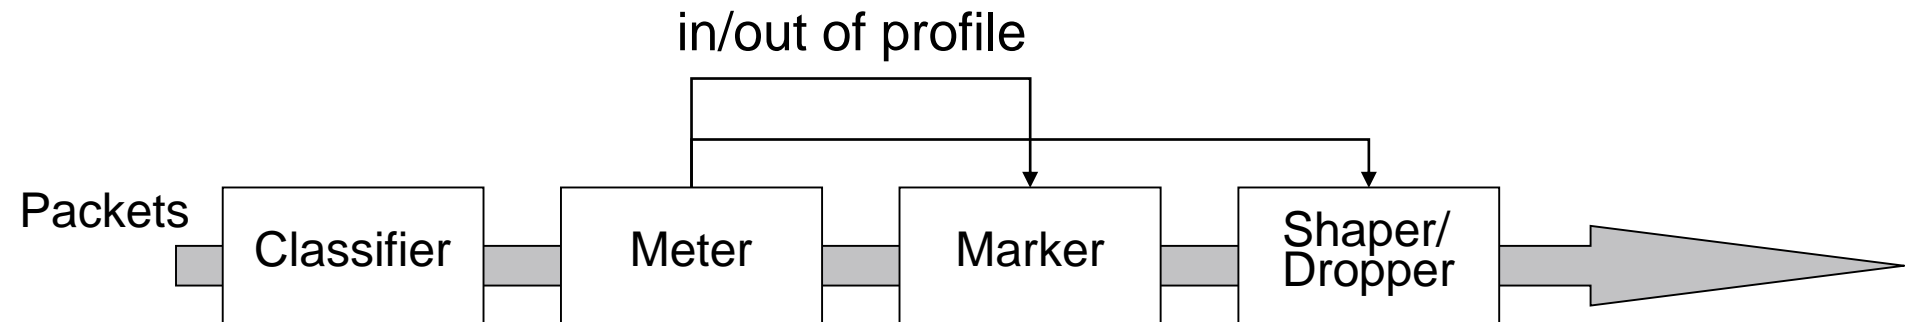 in/out of profile
Packets
Classifier
Meter
Marker
Shaper/
Dropper